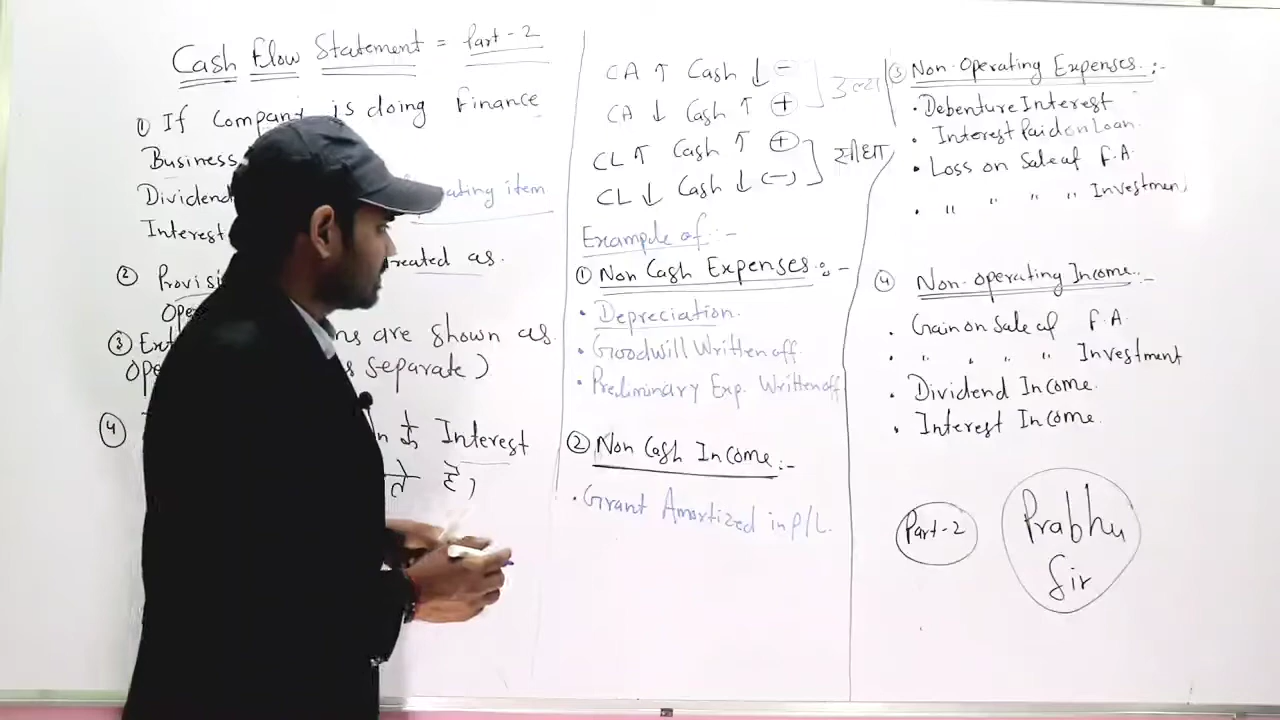 Cash Flow Statement = Part-2
① If Company is doing Finance
Business
Dividend ating item
Interest
② Provisi reated as.
Ope
③ Ext ns are shown as
Ope s separate)
④ n के Interest
ते है,
CA ↑ Cash ↓ -
CA ↓ Cash ↑ (+) उल्टा
CL ↑ Cash ↑ (+)
CL ↓ Cash ↓ (-) सीधा
Example of :-
① Non Cash Expenses :-
• Depreciation.
• Goodwill Written off.
• Preliminary Exp. Written off
② Non Cash Income :-
• Grant Amortized in P/L.
③ Non-Operating Expenses :-
• Debenture Interest
• Interest Paid on Loan.
• Loss on Sale of F.A.
• " " " " Investment
④ Non-operating Income :-
• Gain on Sale of F.A.
• " " " " Investment
• Dividend Income.
• Interest Income.
Part-2
Prabhu
Sir